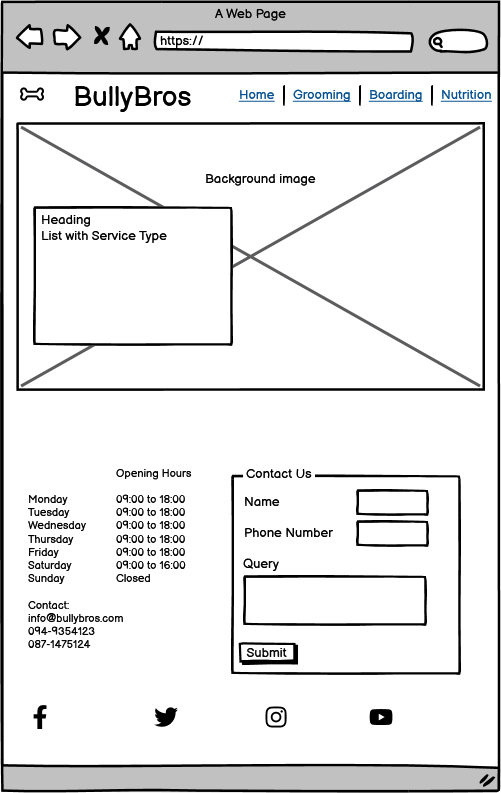 A Web Page
https://
BullyBros
Home | Grooming | Boarding | Nutrition
Background image
Heading
List with Service Type
Opening Hours
Monday 09:00 to 18:00
Tuesday 09:00 to 18:00
Wednesday 09:00 to 18:00
Thursday 09:00 to 18:00
Friday 09:00 to 18:00
Saturday 09:00 to 16:00
Sunday Closed
Contact:
info@bullybros.com
094-9354123
087-1475124
Contact Us
Name
Phone Number
Query
Submit